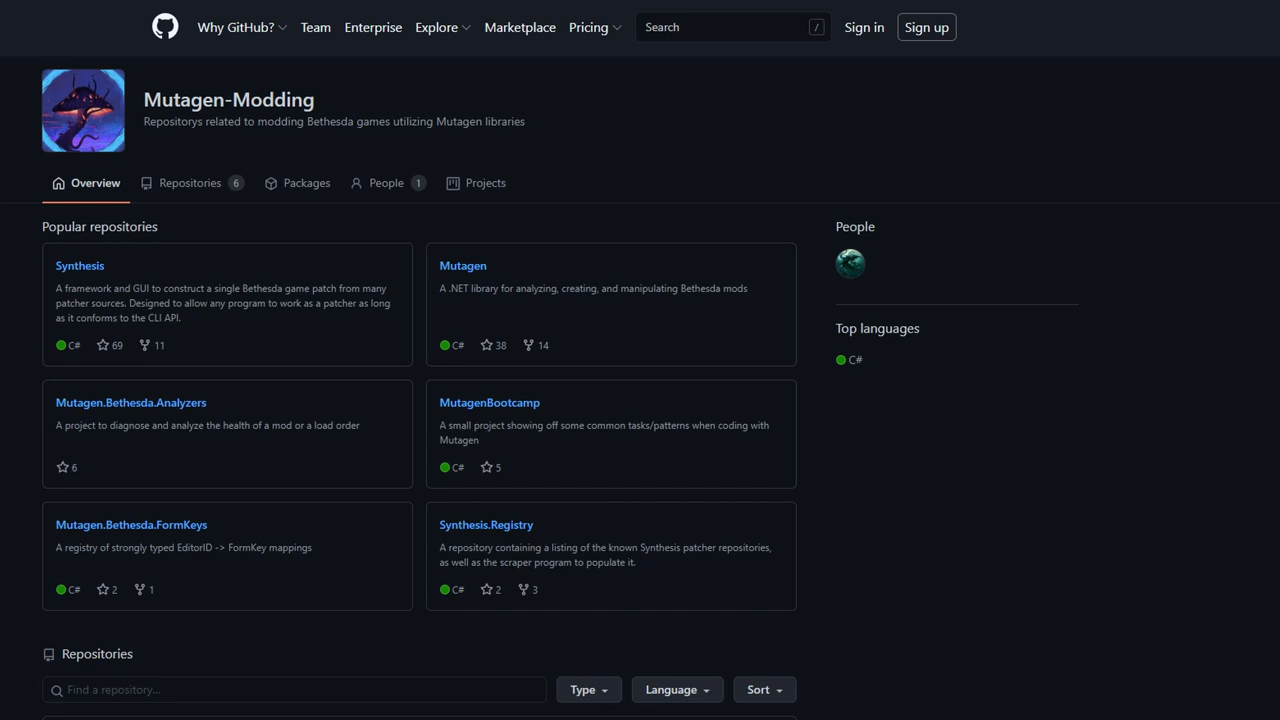 Why GitHub? Team Enterprise Explore Marketplace Pricing Search / Sign in Sign up
Mutagen-Modding
Repositorys related to modding Bethesda games utilizing Mutagen libraries
Overview Repositories 6 Packages People 1 Projects
Popular repositories
Synthesis
A framework and GUI to construct a single Bethesda game patch from many
patcher sources. Designed to allow any program to work as a patcher as long
as it conforms to the CLI API.
C# 69 11
Mutagen
A .NET library for analyzing, creating, and manipulating Bethesda mods
C# 38 14
Mutagen.Bethesda.Analyzers
A project to diagnose and analyze the health of a mod or a load order
6
MutagenBootcamp
A small project showing off some common tasks/patterns when coding with
Mutagen
C# 5
Mutagen.Bethesda.FormKeys
A registry of strongly typed EditorID -> FormKey mappings
C# 2 1
Synthesis.Registry
A repository containing a listing of the known Synthesis patcher repositories,
as well as the scraper program to populate it.
C# 2 3
People
Top languages
C#
Repositories
Find a repository...
Type Language Sort